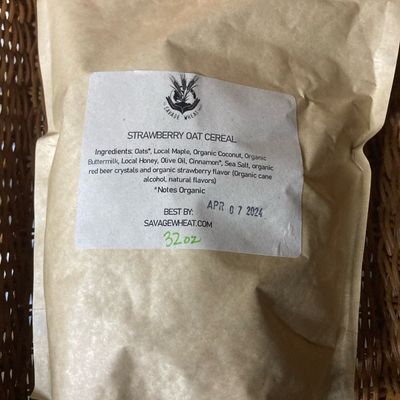 SAVAGE WHEAT
STRAWBERRY OAT CEREAL
Ingredients: Oats*, Local Maple, Organic Coconut, Organic
Buttermilk, Local Honey, Olive Oil, Cinnamon*, Sea Salt, organic
red beer crystals and organic strawberry flavor (Organic cane
alcohol, natural flavors)
*Notes Organic
BEST BY: APR 07 2024
SAVAGEWHEAT.COM
32oz